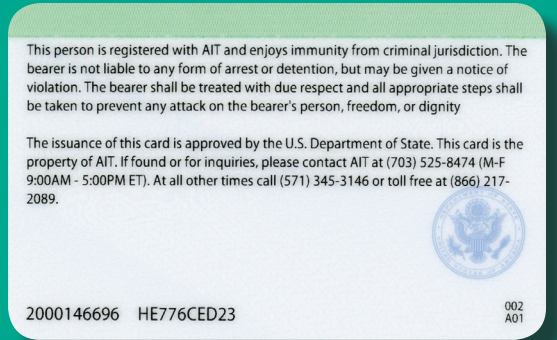 This person is registered with AIT and enjoys immunity from criminal jurisdiction. The
bearer is not liable to any form of arrest or detention, but may be given a notice of
violation. The bearer shall be treated with due respect and all appropriate steps shall
be taken to prevent any attack on the bearer's person, freedom, or dignity
The issuance of this card is approved by the U.S. Department of State. This card is the
property of AIT. If found or for inquiries, please contact AIT at (703) 525-8474 (M-F
9:00AM - 5:00PM ET). At all other times call (571) 345-3146 or toll free at (866) 217-
2089.
2000146696 HE776CED23
002
A01